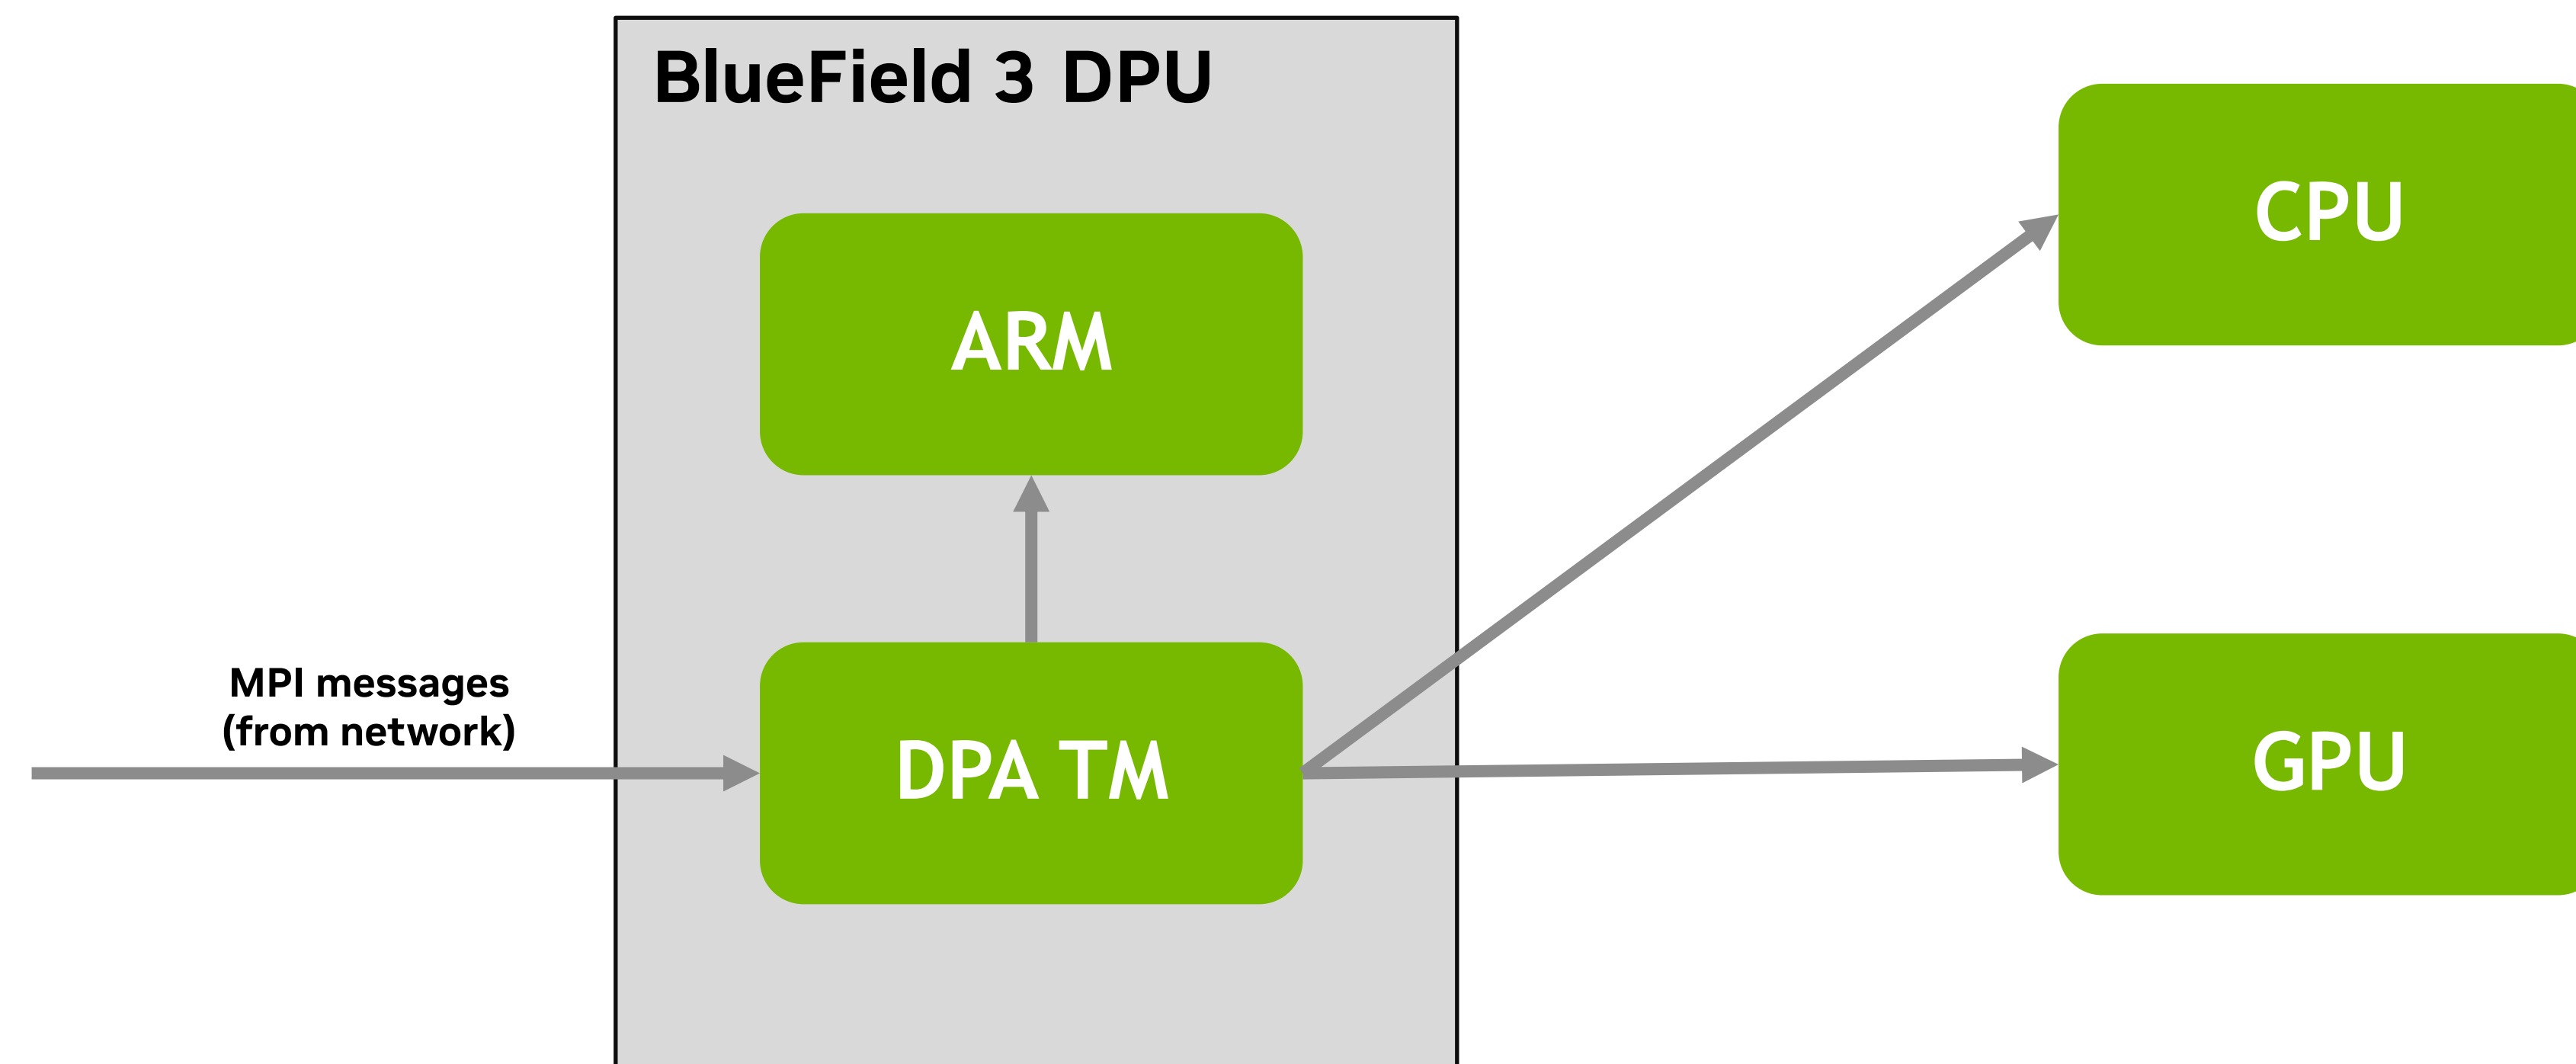 BlueField 3 DPU
CPU
ARM
MPI messages
(from network)
DPA TM
GPU